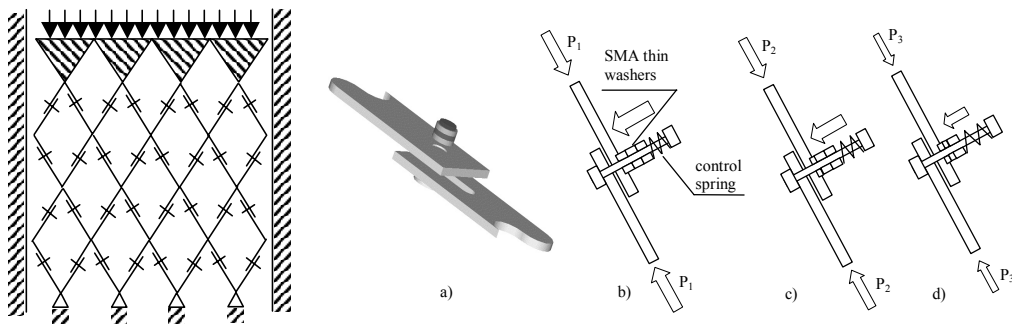 P1
SMA thin
washers
control
spring
P1
P2
P2
P3
P3
a)
b)
c)
d)